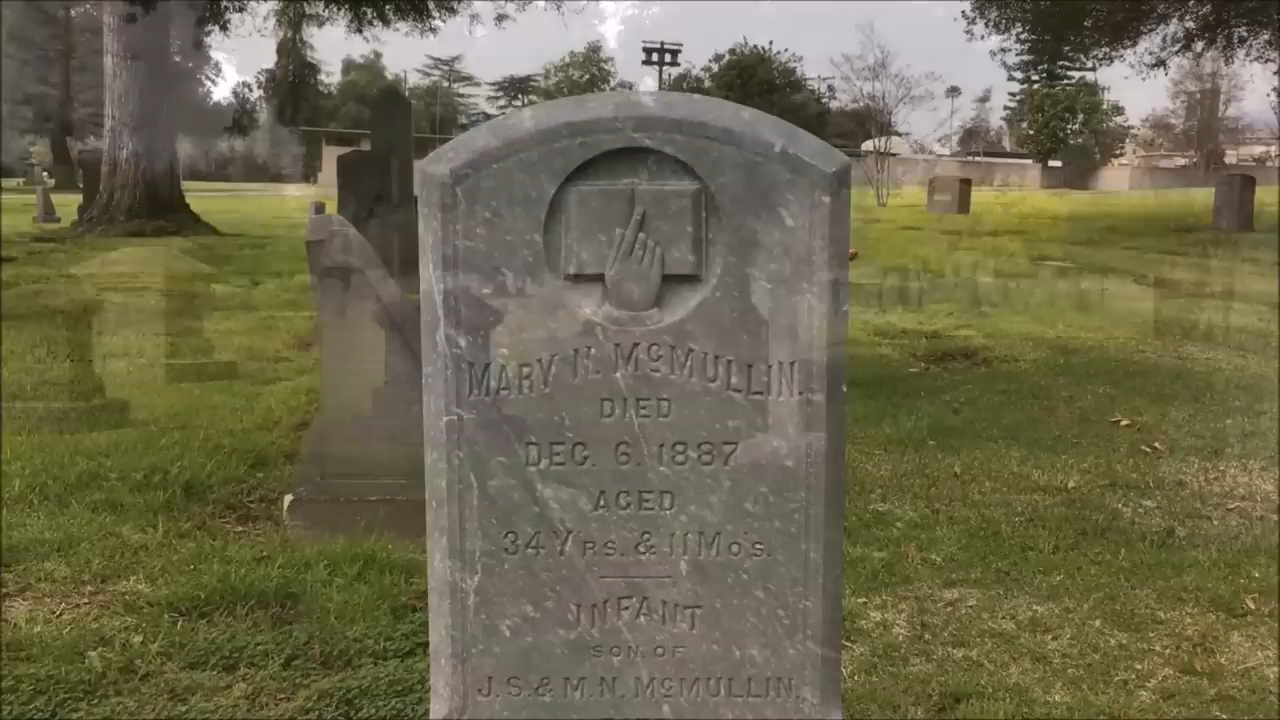 MARY N. McMULLIN.
DIED
DEC. 6. 1887
AGED
34 YRS. & 11 MOS.
INFANT
SON OF
J. S. & M. N. McMULLIN.